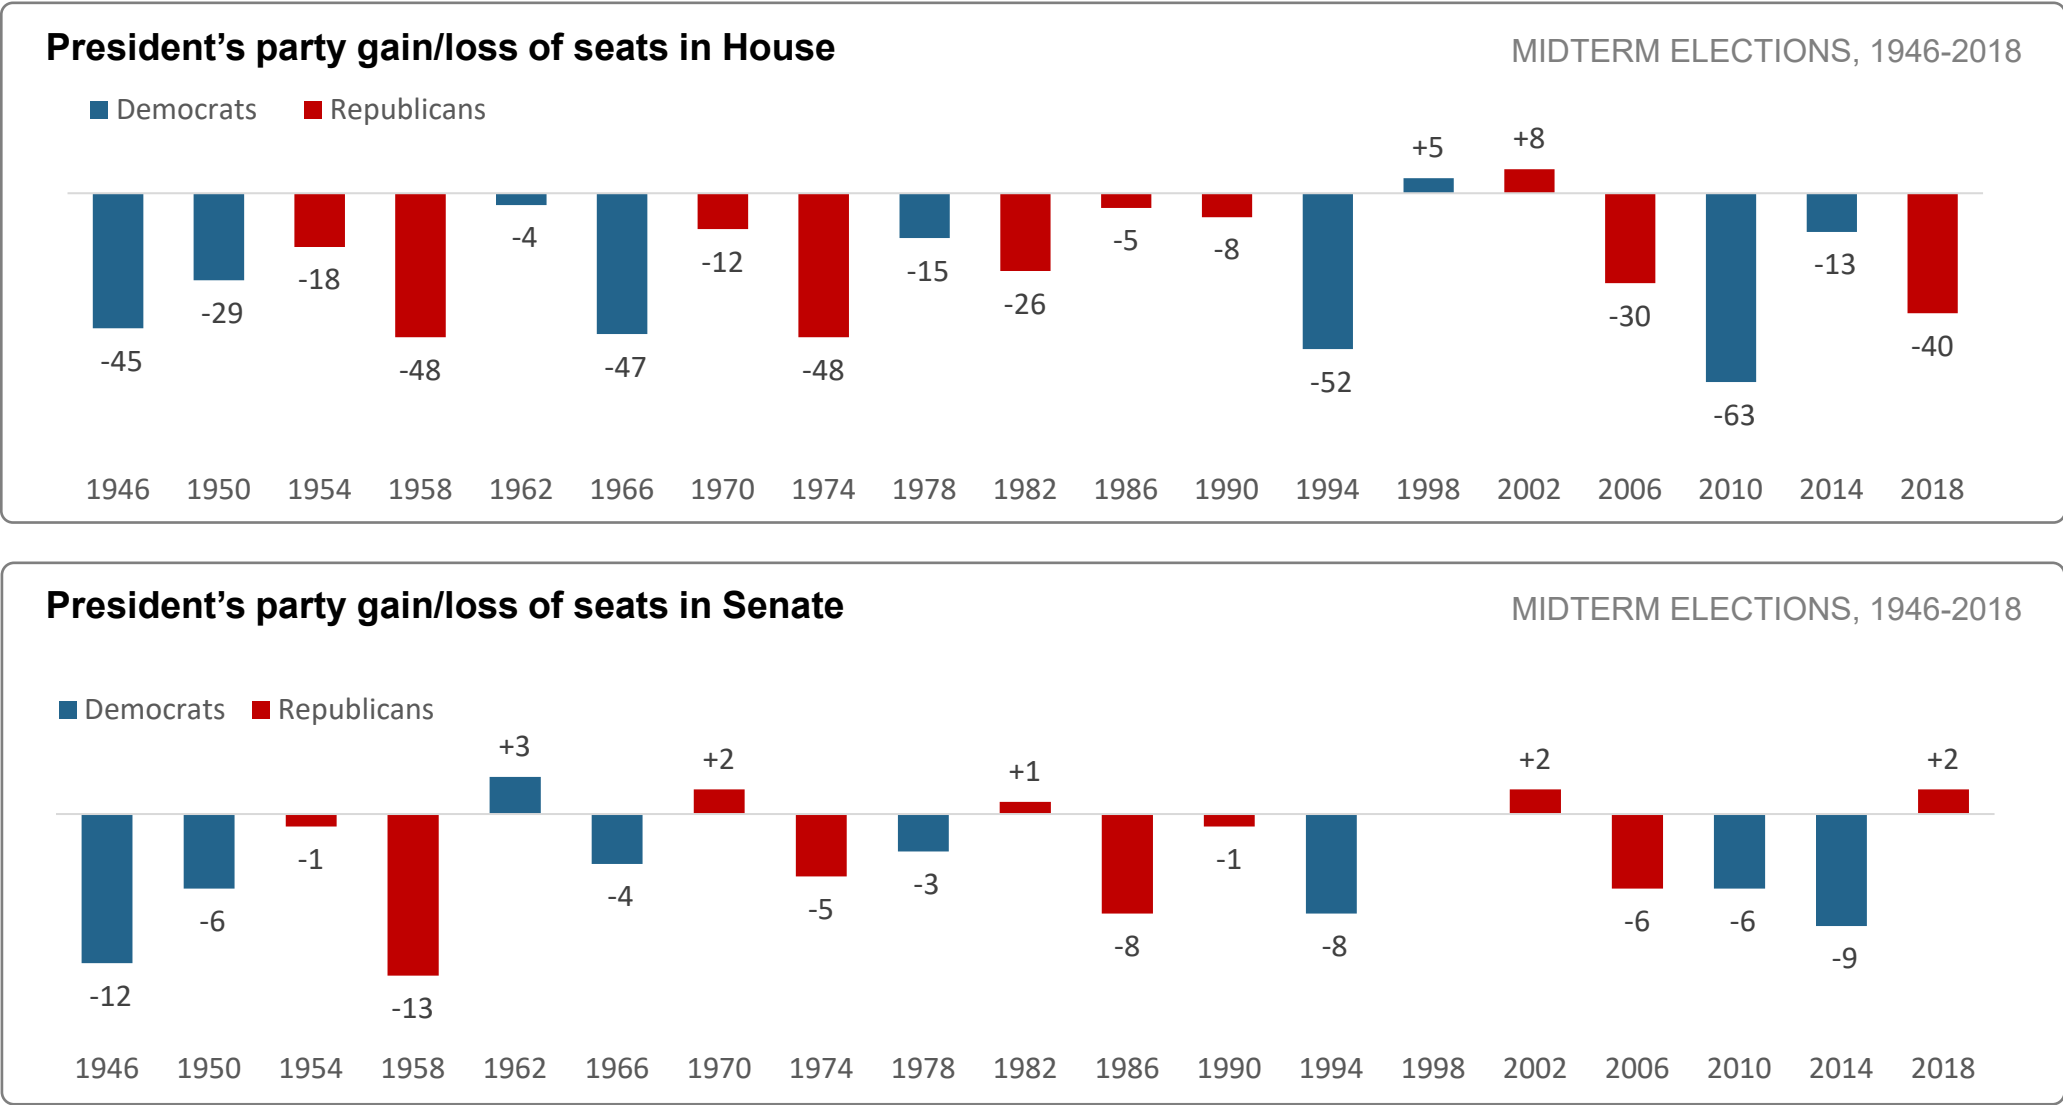 President’s party gain/loss of seats in House
MIDTERM ELECTIONS, 1946-2018
Democrats Republicans
+5 +8
-45 -29 -18 -48 -4 -47 -12 -48 -15 -26 -5 -8 -52 -30 -63 -13 -40
1946 1950 1954 1958 1962 1966 1970 1974 1978 1982 1986 1990 1994 1998 2002 2006 2010 2014 2018
President’s party gain/loss of seats in Senate
MIDTERM ELECTIONS, 1946-2018
Democrats Republicans
+3 +2 +1 +2 +2
-12 -6 -1 -13 -4 -5 -3 -8 -1 -8 -6 -6 -9
1946 1950 1954 1958 1962 1966 1970 1974 1978 1982 1986 1990 1994 1998 2002 2006 2010 2014 2018